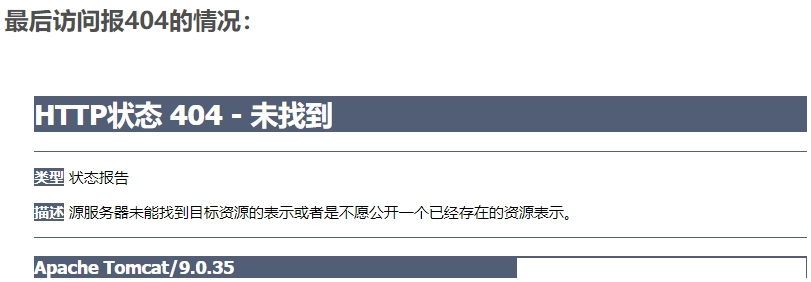 最后访问报404的情况：
HTTP状态 404 - 未找到
类型 状态报告
描述 源服务器未能找到目标资源的表示或者是不愿公开一个已经存在的资源表示。
Apache Tomcat/9.0.35